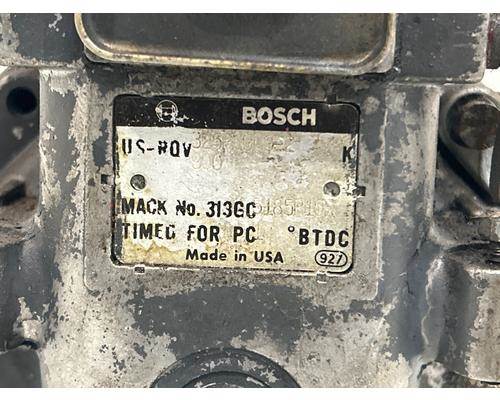 BOSCH
US-RQV K
MACK No. 313GC
TIMED FOR PC °BTDC
Made in USA 927